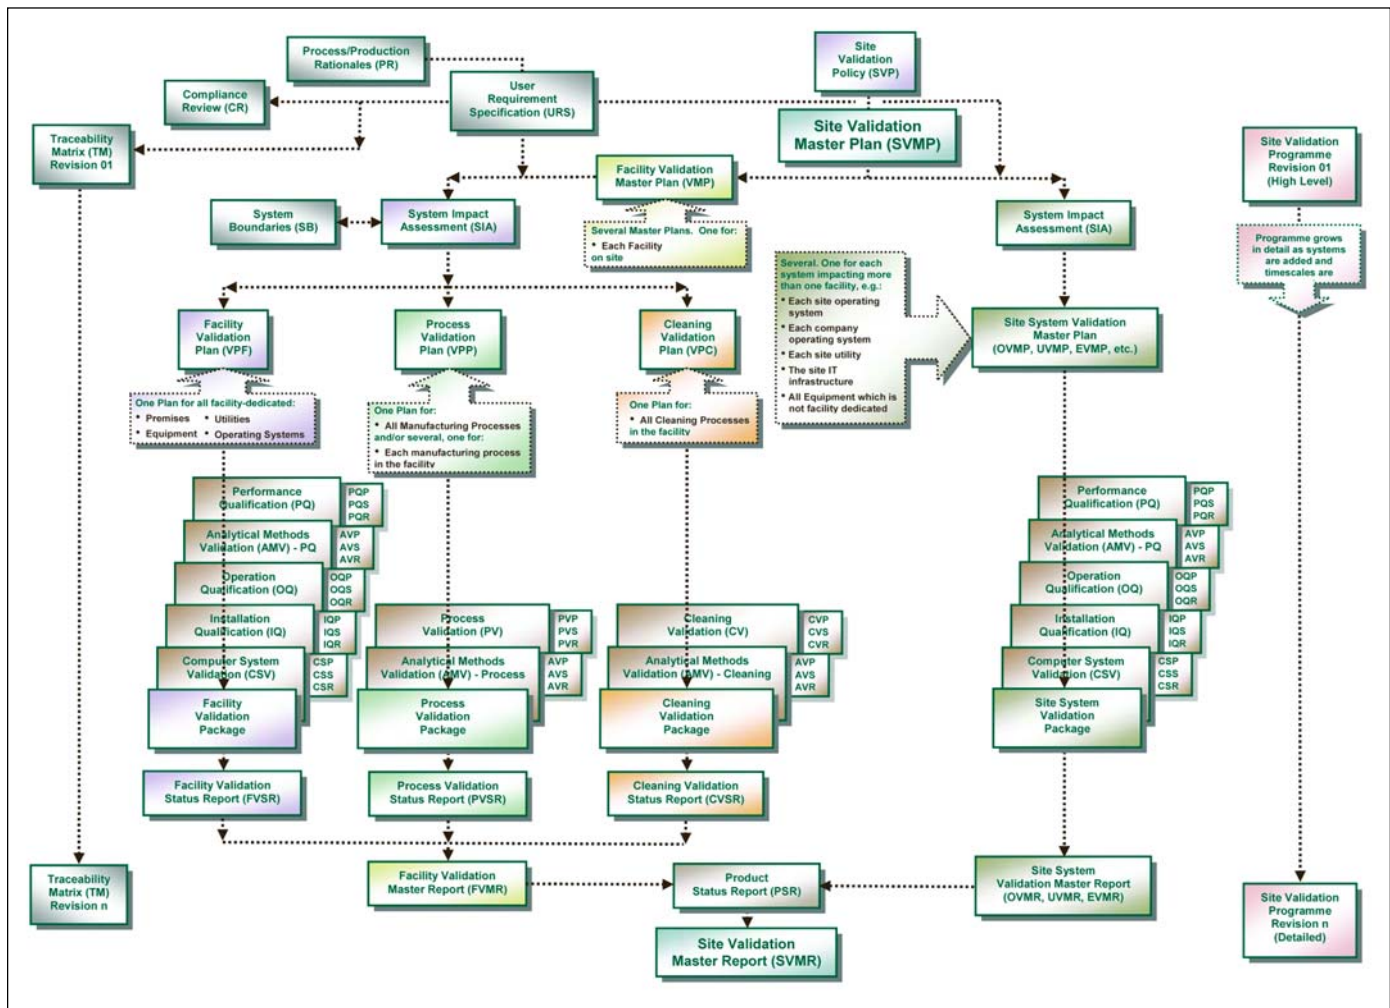 Process/Production
Rationales (PR)
Site
Validation
Policy (SVP)
Compliance
Review (CR)
User
Requirement
Specification (URS)
Site Validation
Master Plan (SVMP)
Traceability
Matrix (TM)
Revision 01
Site Validation
Programme
Revision 01
(High Level)
Facility Validation
Master Plan (VMP)
System
Boundaries (SB)
System Impact
Assessment (SIA)
Several Master Plans. One for:
• Each Facility
on site
System Impact
Assessment (SIA)
Programme grows
in detail as systems
are added and
timescales are
Several. One for each
system impacting more
than one facility, e.g.:
• Each site operating
system
• Each company
operating system
• Each site utility
• The site IT
infrastructure
• All Equipment which is
not facility dedicated
Facility
Validation
Plan (VPF)
Process
Validation
Plan (VPP)
Cleaning
Validation
Plan (VPC)
Site System Validation
Master Plan
(OVMP, UVMP, EVMP, etc.)
One Plan for all facility-dedicated:
• Premises • Utilities
• Equipment • Operating Systems
One Plan for:
• All Manufacturing Processes
and/or several, one for:
• Each manufacturing process
in the facility
One Plan for:
• All Cleaning Processes
in the facility
Performance
Qualification (PQ)
PQP
PQS
PQR
Analytical Methods
Validation (AMV) - PQ
AVP
AVS
AVR
Operation
Qualification (OQ)
OQP
OQS
OQR
Installation
Qualification (IQ)
IQP
IQS
IQR
Computer System
Validation (CSV)
CSP
CSS
CSR
Facility
Validation
Package
Process
Validation (PV)
PVP
PVS
PVR
Analytical Methods
Validation (AMV) - Process
AVP
AVS
AVR
Process
Validation
Package
Cleaning
Validation (CV)
CVP
CVS
CVR
Analytical Methods
Validation (AMV) - Cleaning
AVP
AVS
AVR
Cleaning
Validation
Package
Performance
Qualification (PQ)
PQP
PQS
PQR
Analytical Methods
Validation (AMV) - PQ
AVP
AVS
AVR
Operation
Qualification (OQ)
OQP
OQS
OQR
Installation
Qualification (IQ)
IQP
IQS
IQR
Computer System
Validation (CSV)
CSP
CSS
CSR
Site System
Validation
Package
Facility Validation
Status Report (FVSR)
Process Validation
Status Report (PVSR)
Cleaning Validation
Status Report (CVSR)
Traceability
Matrix (TM)
Revision n
Facility Validation
Master Report (FVMR)
Product
Status Report (PSR)
Site System
Validation Master Report
(OVMR, UVMR, EVMR)
Site Validation
Programme
Revision n
(Detailed)
Site Validation
Master Report (SVMR)